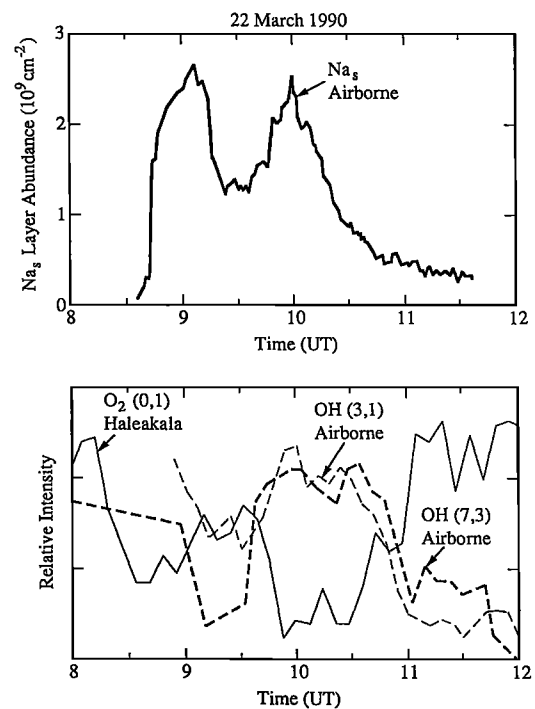 22 March 1990
Na_s Layer Abundance (10^9 cm^-2)
3
2
1
0
Na_s
Airborne
8
9
10
11
12
Time (UT)
Relative Intensity
O_2 (0,1)
Haleakala
OH (3,1)
Airborne
OH (7,3)
Airborne
8
9
10
11
12
Time (UT)